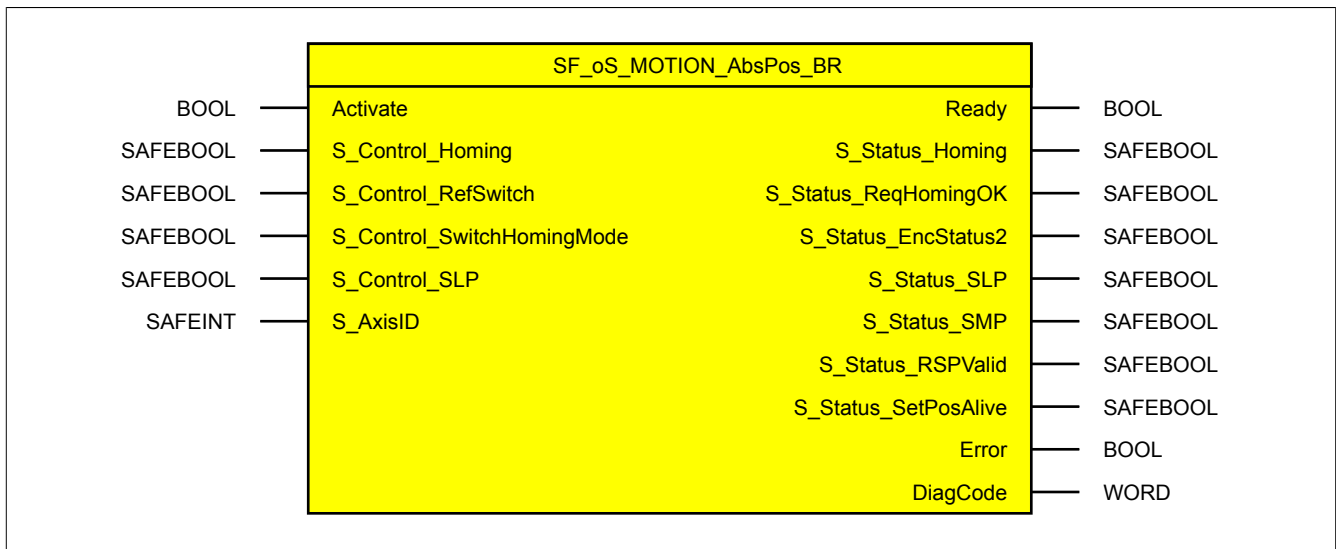 SF_oS_MOTION_AbsPos_BR
BOOL Activate Ready BOOL
SAFEBOOL S_Control_Homing S_Status_Homing SAFEBOOL
SAFEBOOL S_Control_RefSwitch S_Status_ReqHomingOK SAFEBOOL
SAFEBOOL S_Control_SwitchHomingMode S_Status_EncStatus2 SAFEBOOL
SAFEBOOL S_Control_SLP S_Status_SLP SAFEBOOL
SAFEINT S_AxisID S_Status_SMP SAFEBOOL
S_Status_RSPValid SAFEBOOL
S_Status_SetPosAlive SAFEBOOL
Error BOOL
DiagCode WORD